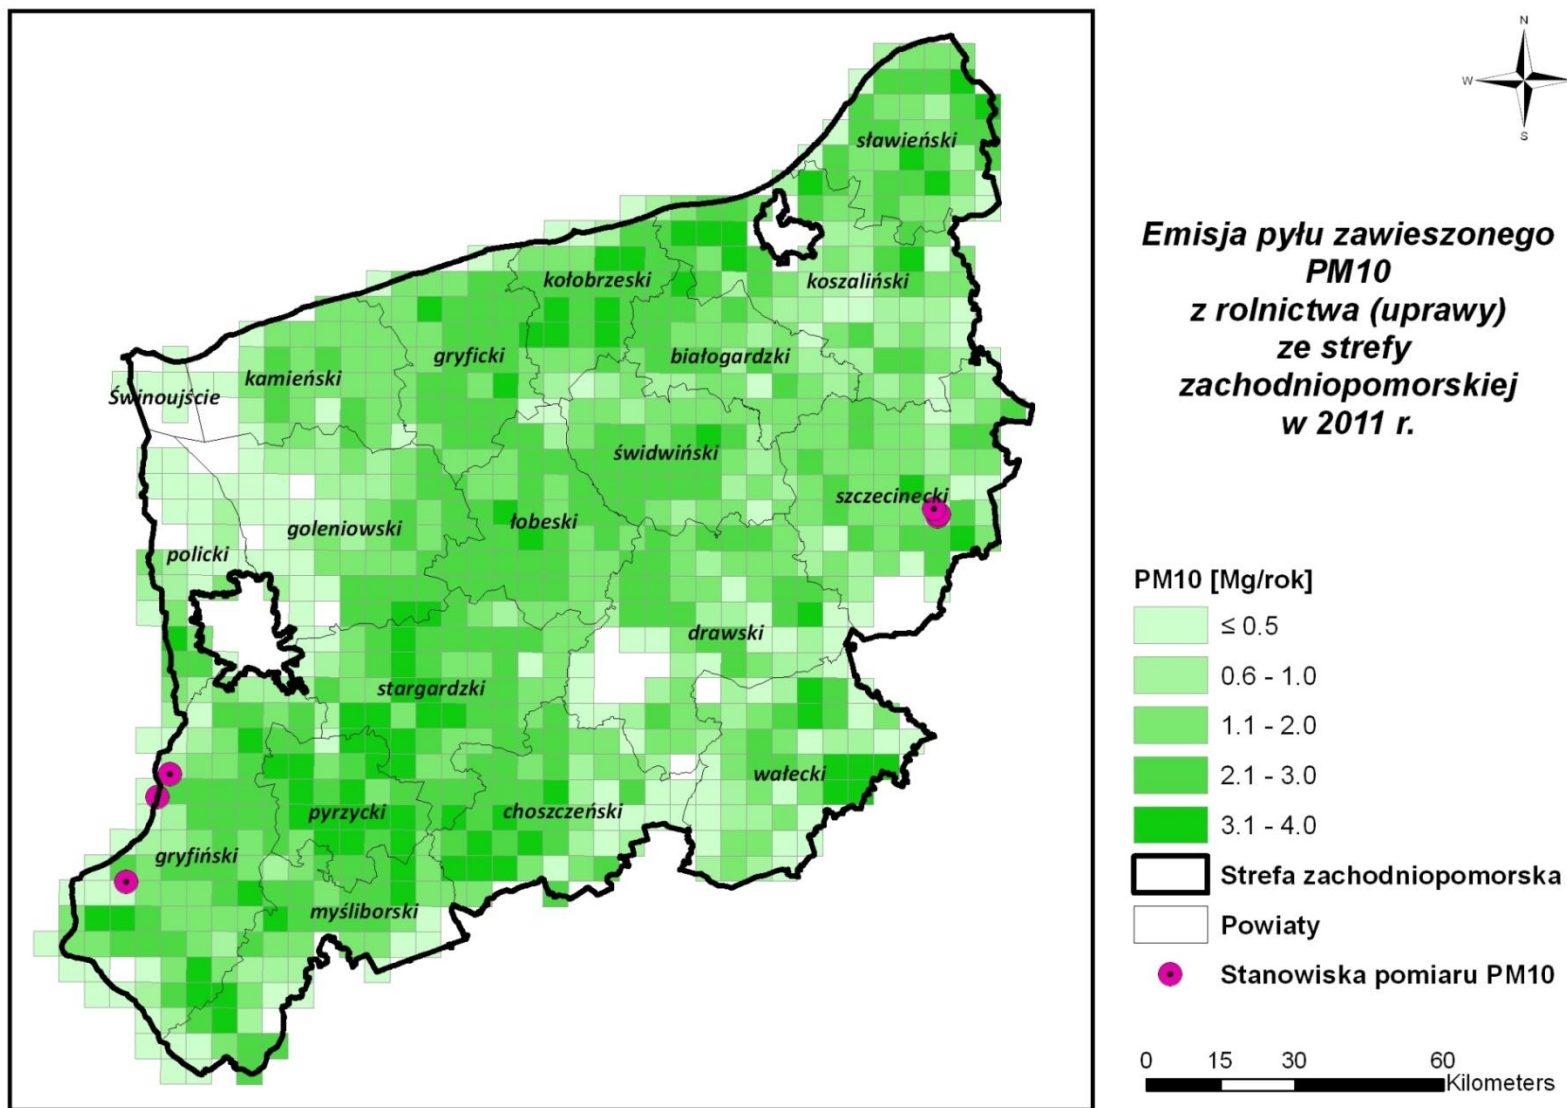 N
W
S
Emisja pyłu zawieszonego
PM10
z rolnictwa (uprawy)
ze strefy
zachodniopomorskiej
w 2011 r.
sławieński
kołobrzeski
koszaliński
gryficki
białogardzki
kamieński
Świnoujście
świdwiński
szczecinecki
łobeski
goleniowski
policki
drawski
stargardzki
wałecki
pyrzycki
choszczeński
gryfiński
myśliborski
PM10 [Mg/rok]
≤ 0.5
0.6 - 1.0
1.1 - 2.0
2.1 - 3.0
3.1 - 4.0
Strefa zachodniopomorska
Powiaty
Stanowiska pomiaru PM10
0 15 30 60
Kilometers